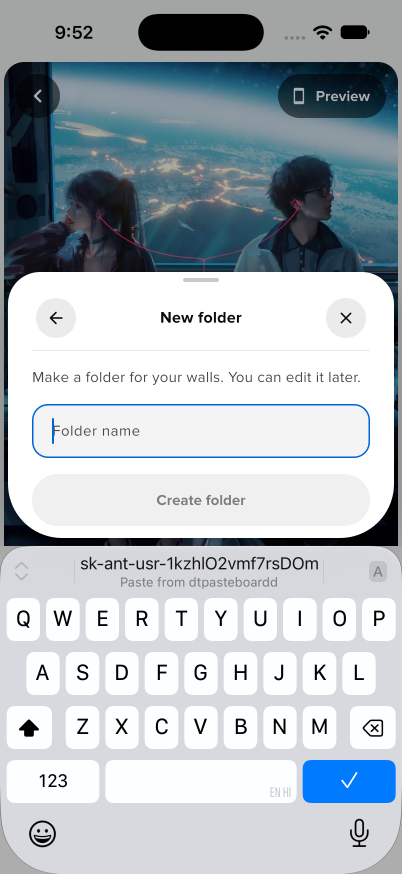 9:52
Preview
New folder
Make a folder for your walls. You can edit it later.
Folder name
Create folder
sk-ant-usr-1kzhlO2vmf7rsDOm
Paste from dtpasteboardd
A
Q W E R T Y U I O P
A S D F G H J K L
Z X C V B N M
123
EN HI